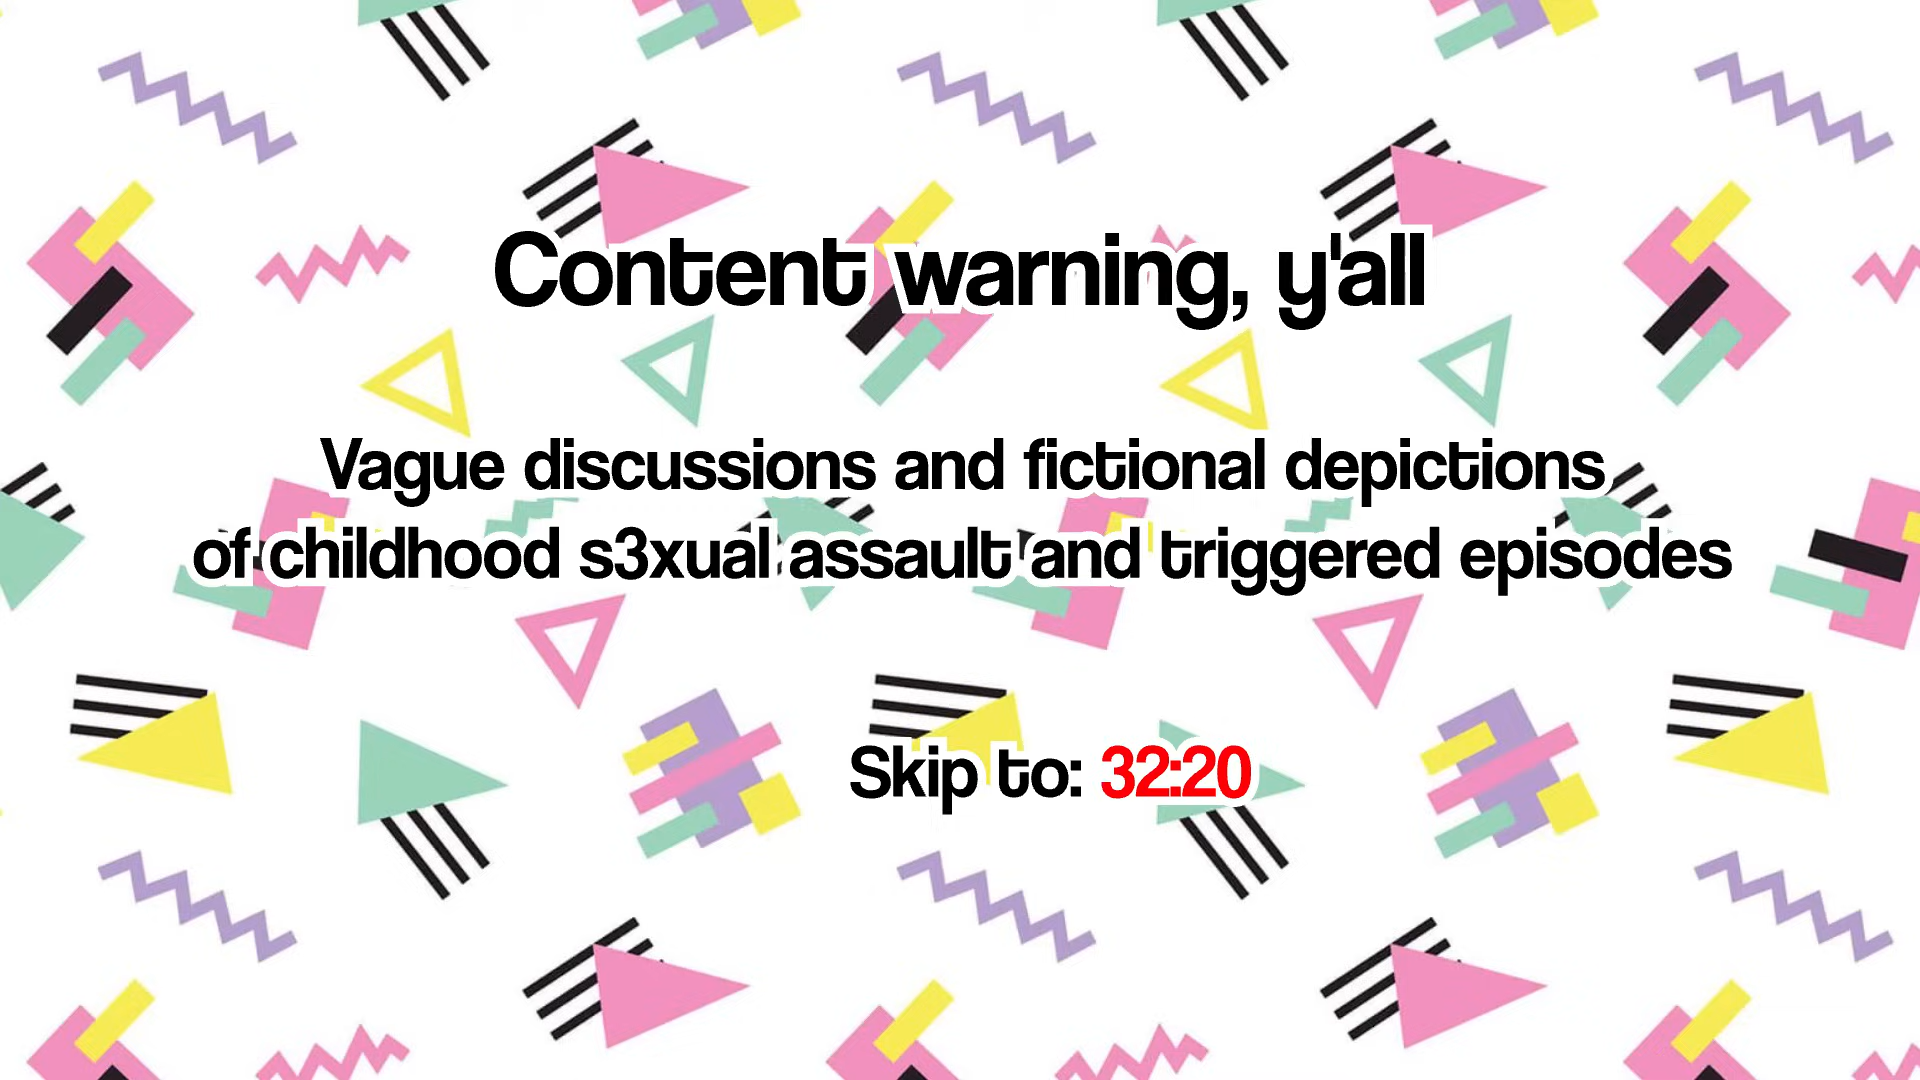 Content warning, y'all
Vague discussions and fictional depictions
of childhood s3xual assault and triggered episodes
Skip to: 32:20